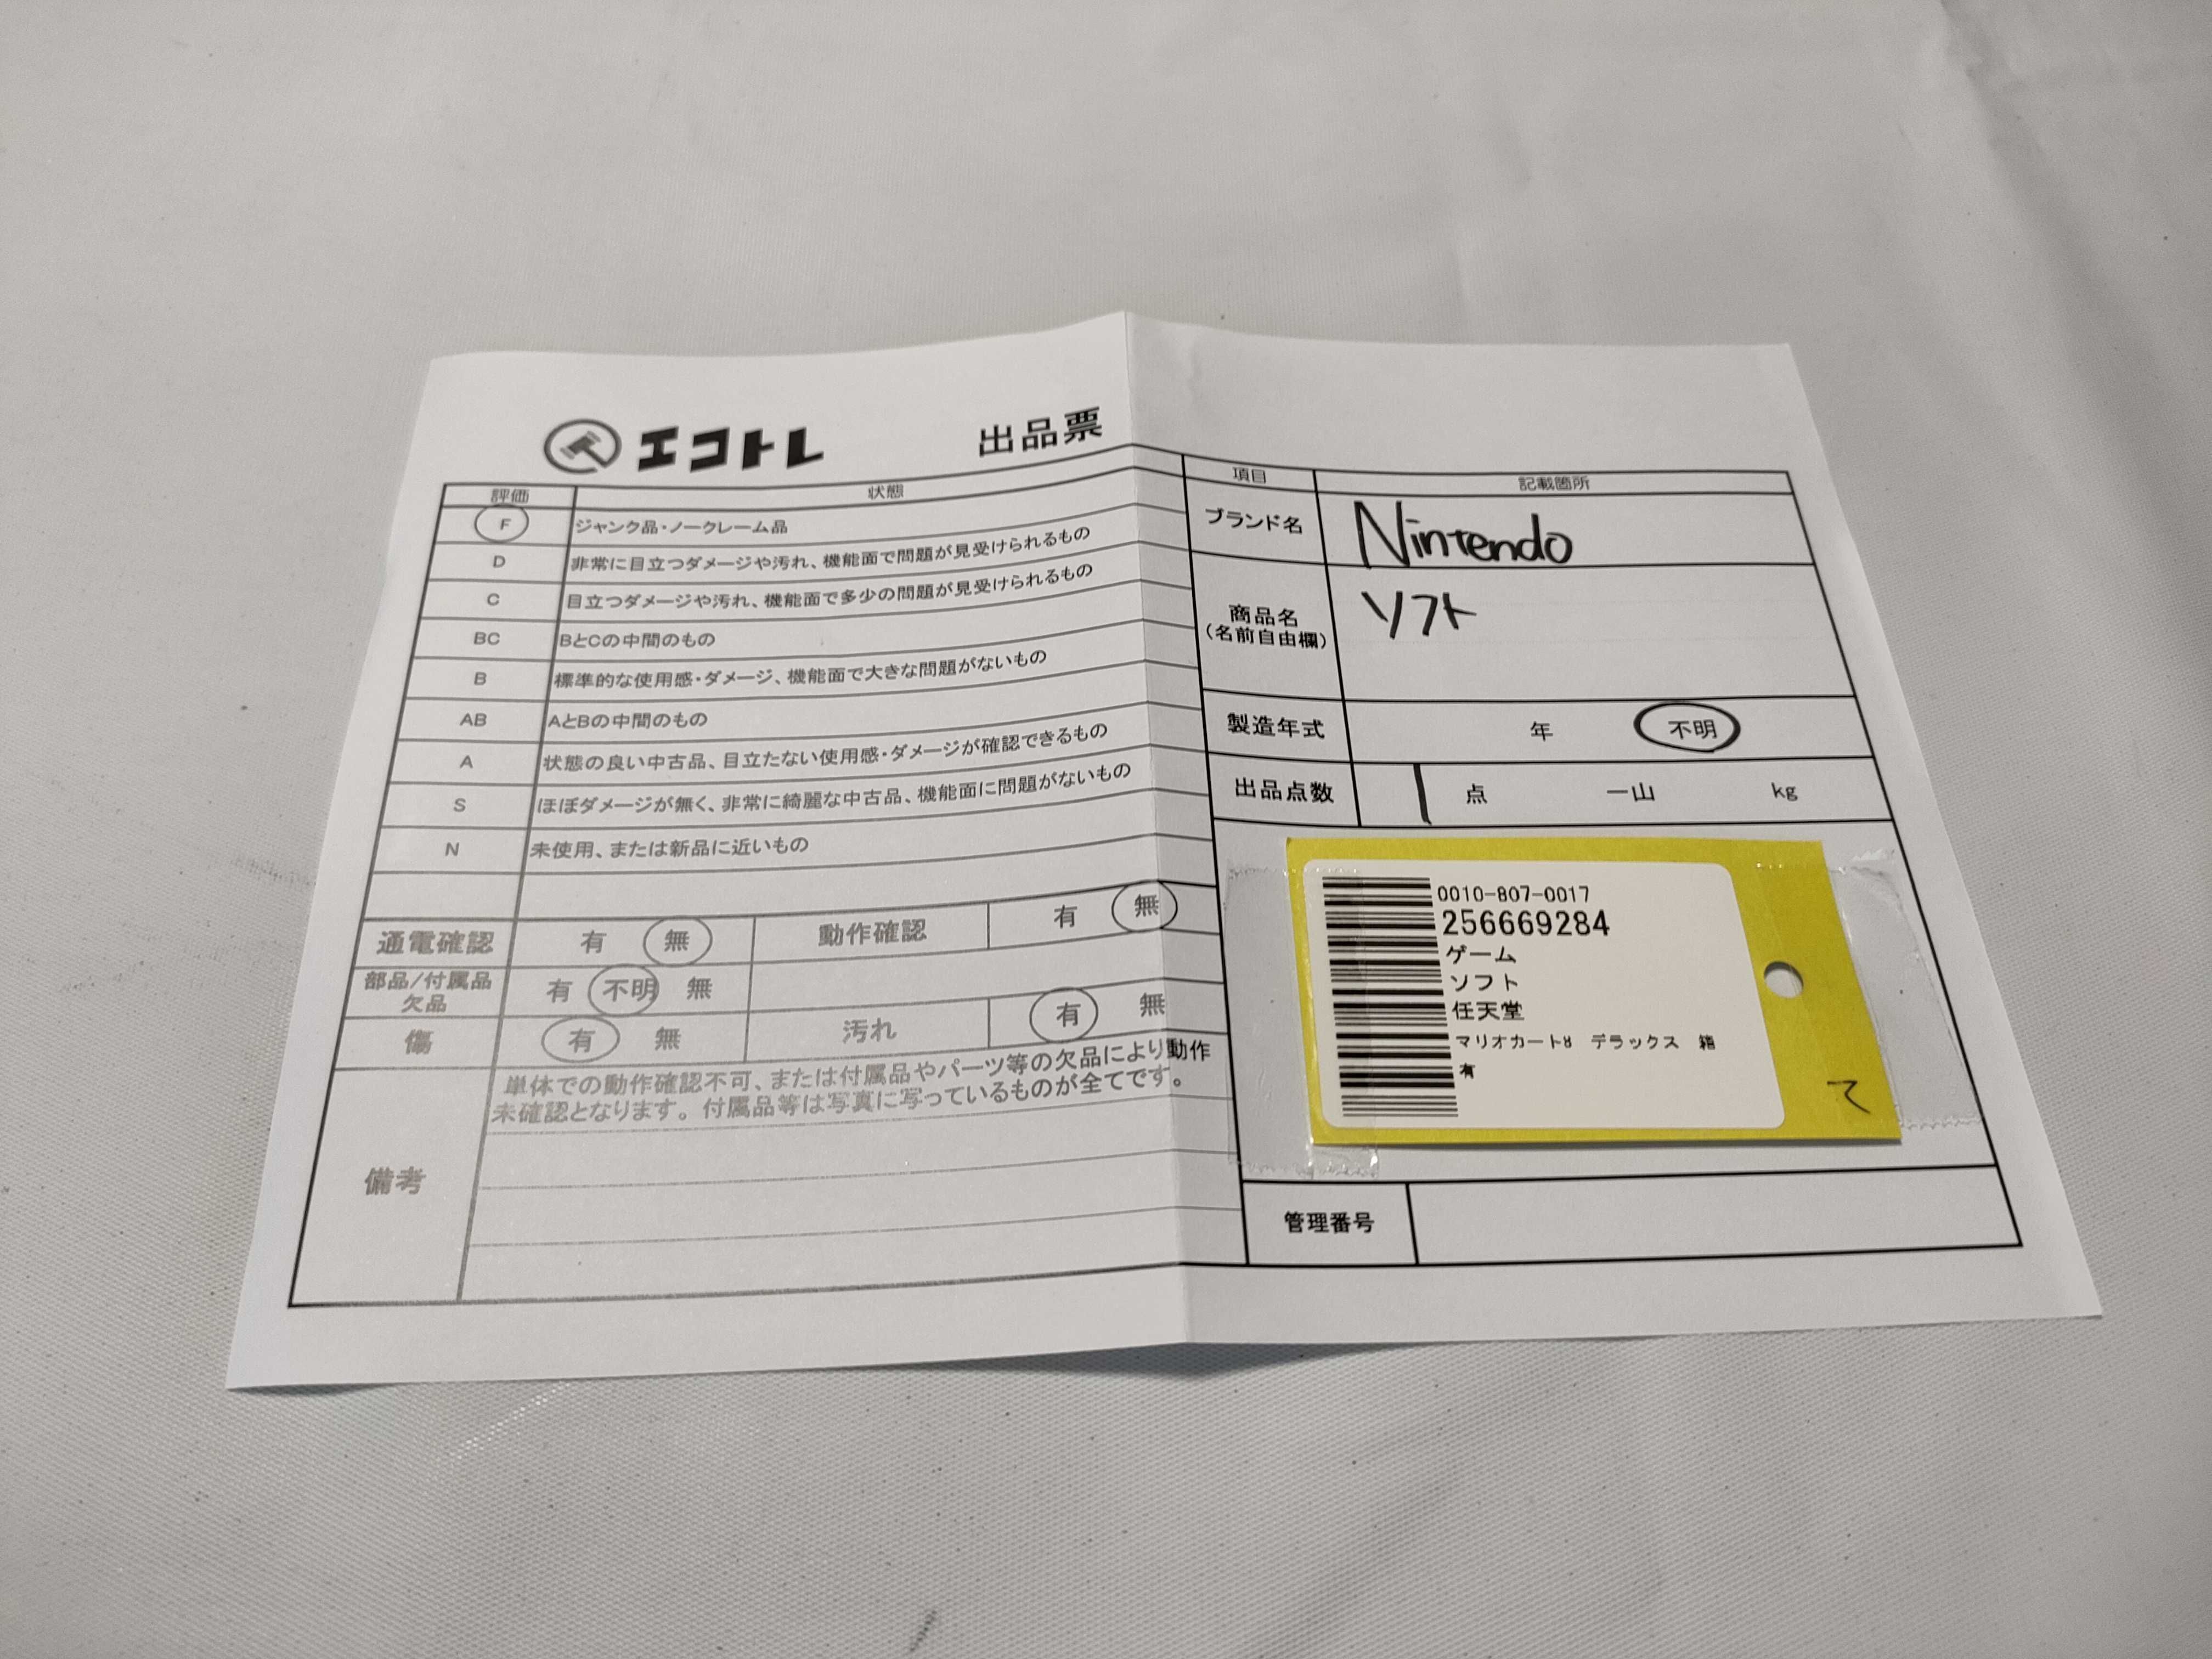 エコトレ 出品票
評価 状態
F ジャンク品・ノークレーム品
D 非常に目立つダメージや汚れ、機能面で問題が見受けられるもの
C 目立つダメージや汚れ、機能面で多少の問題が見受けられるもの
BC BとCの中間のもの
B 標準的な使用感・ダメージ、機能面で大きな問題がないもの
AB AとBの中間のもの
A 状態の良い中古品、目立たない使用感・ダメージが確認できるもの
S ほぼダメージが無く、非常に綺麗な中古品、機能面に問題がないもの
N 未使用、または新品に近いもの
通電確認 有 無 動作確認 有 無
部品/付属品
欠品 有 不明 無
傷 有 無 汚れ 有 無
備考
単体での動作確認不可、または付属品やパーツ等の欠品により動作
未確認となります。付属品等は写真に写っているものが全てです。
項目 記載箇所
ブランド名 Nintendo
商品名
(名前自由欄) ソフト
製造年式 年 不明
出品点数 1 点 一山 kg
0010-807-0017
256669284
ゲーム
ソフト
任天堂
マリオカート8 デラックス 箱
有
て
管理番号